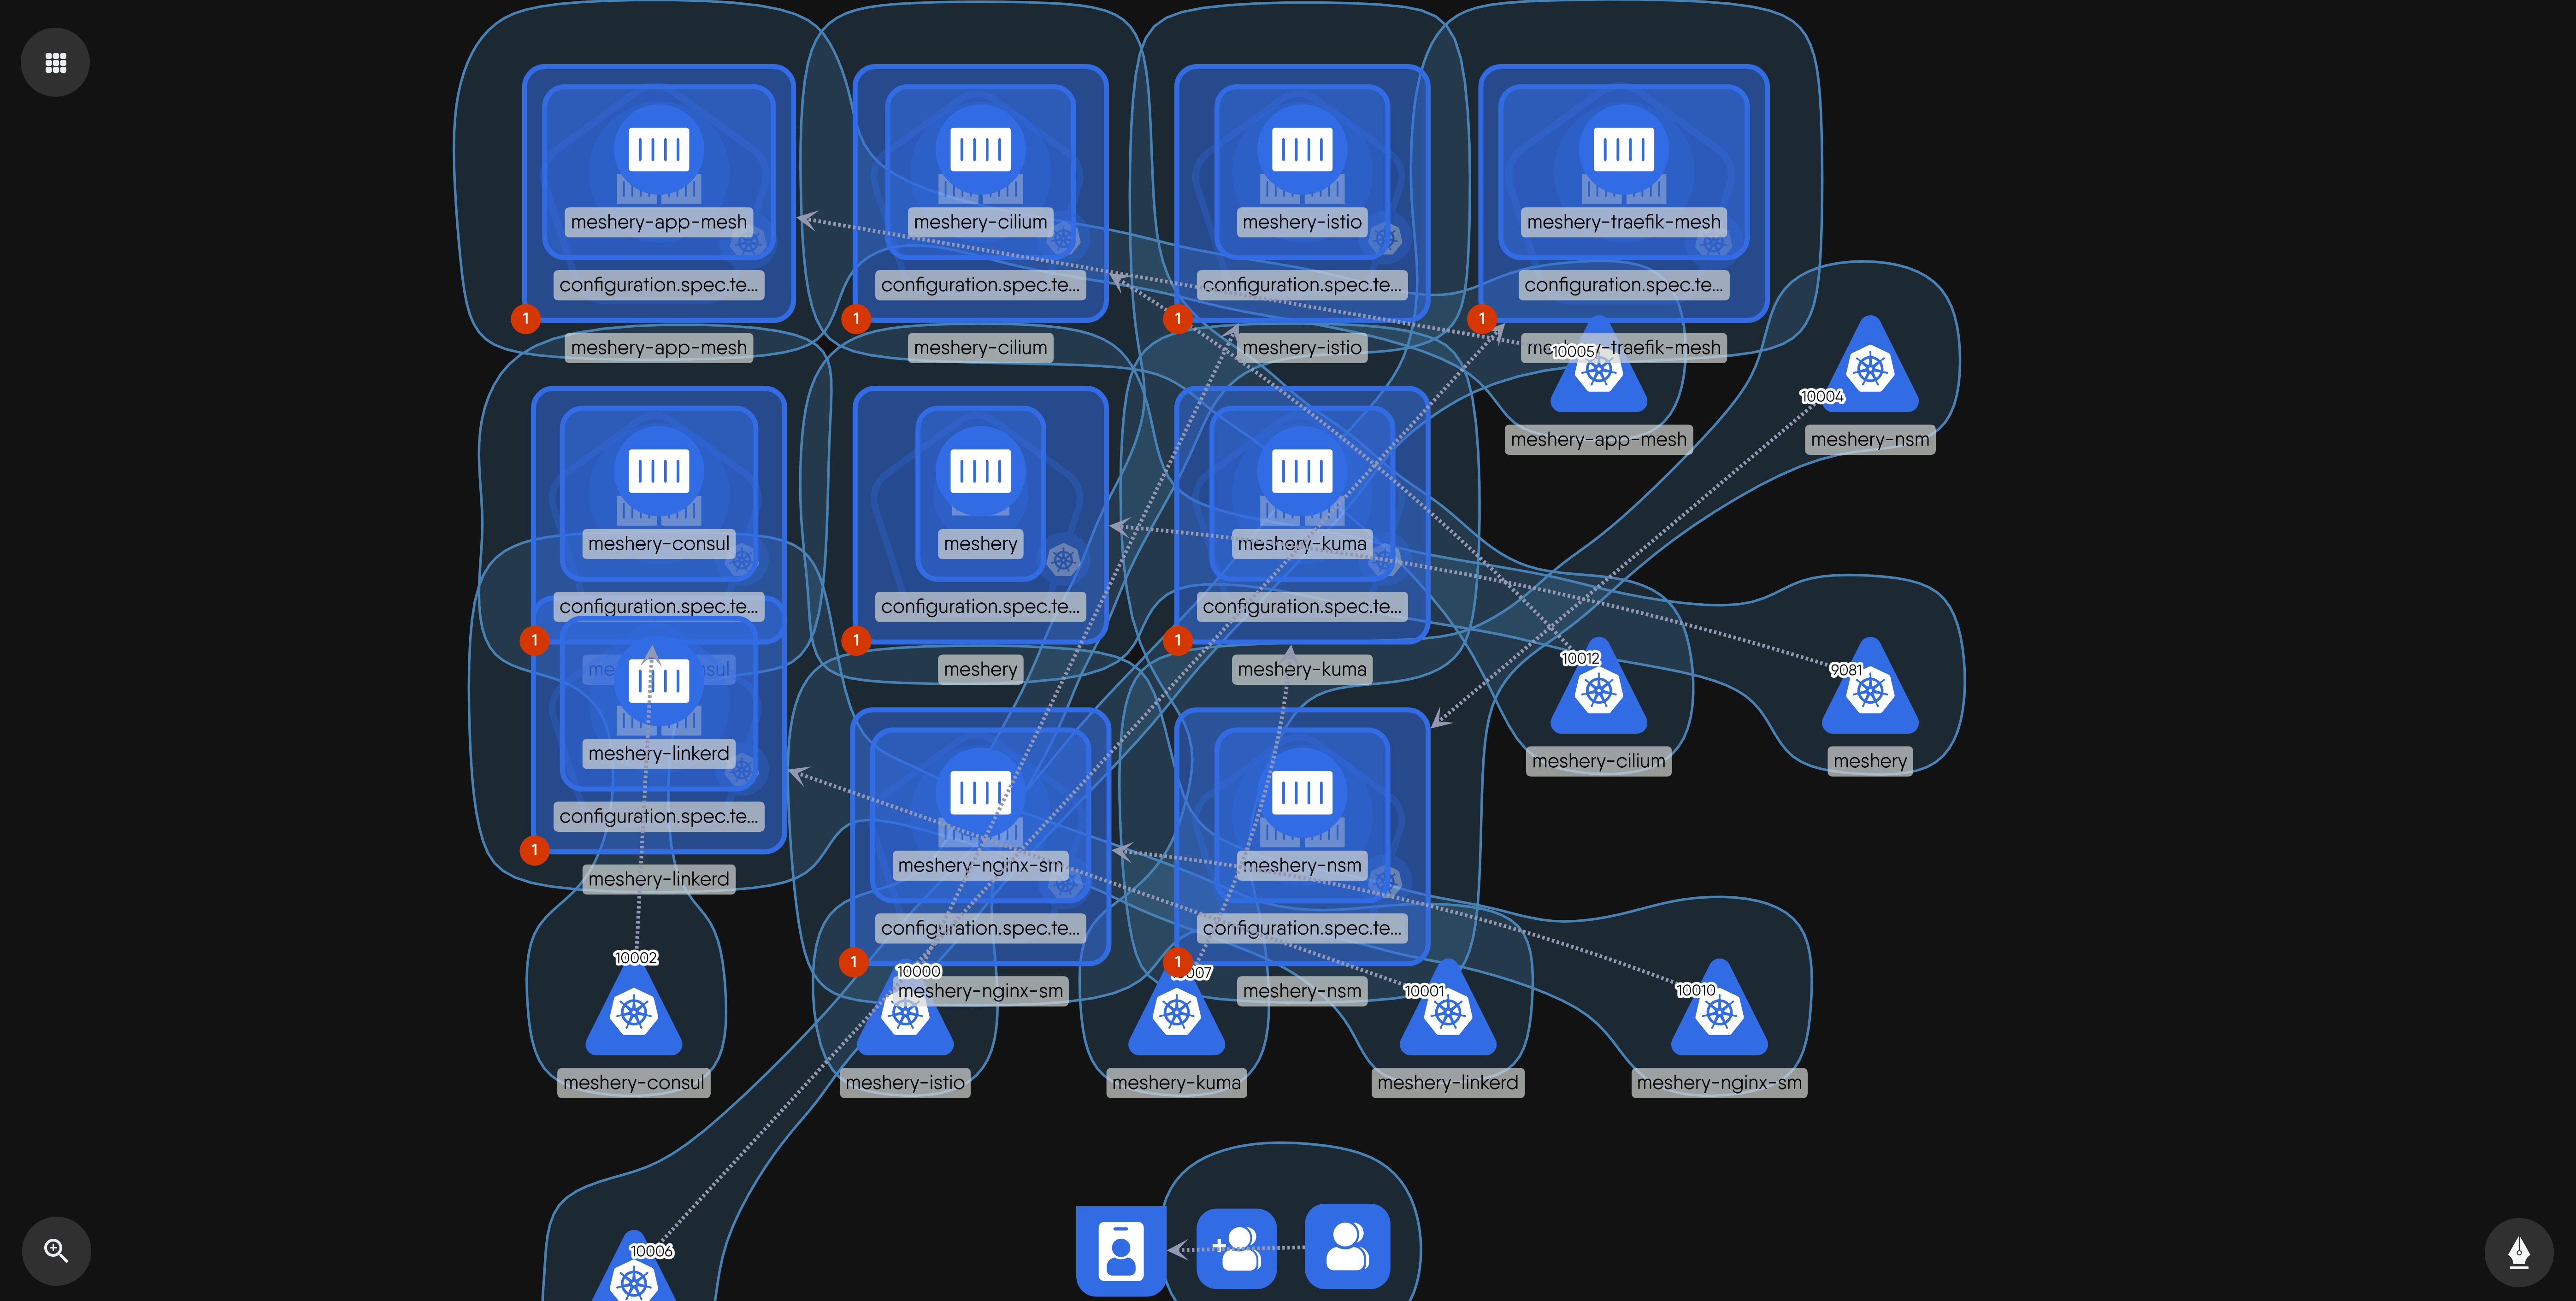 meshery-app-mesh
meshery-cilium
meshery-istio
meshery-traefik-mesh
configuration.spec.te...
configuration.spec.te...
configuration.spec.te...
configuration.spec.te...
1
1
1
1
meshery-app-mesh
meshery-cilium
meshery-istio
10005
10004
meshery-app-mesh
meshery-nsm
meshery-consul
meshery
meshery-kuma
configuration.spec.te...
configuration.spec.te...
configuration.spec.te...
1
1
1
meshery
meshery-kuma
10012
9081
meshery-linkerd
meshery-cilium
meshery
configuration.spec.te...
1
meshery-linkerd
meshery-nginx-sm
meshery-nsm
configuration.spec.te...
configuration.spec.te...
1
1
10002
10000
10001
10010
meshery-nginx-sm
meshery-nsm
meshery-consul
meshery-istio
meshery-kuma
meshery-linkerd
meshery-nginx-sm
10006